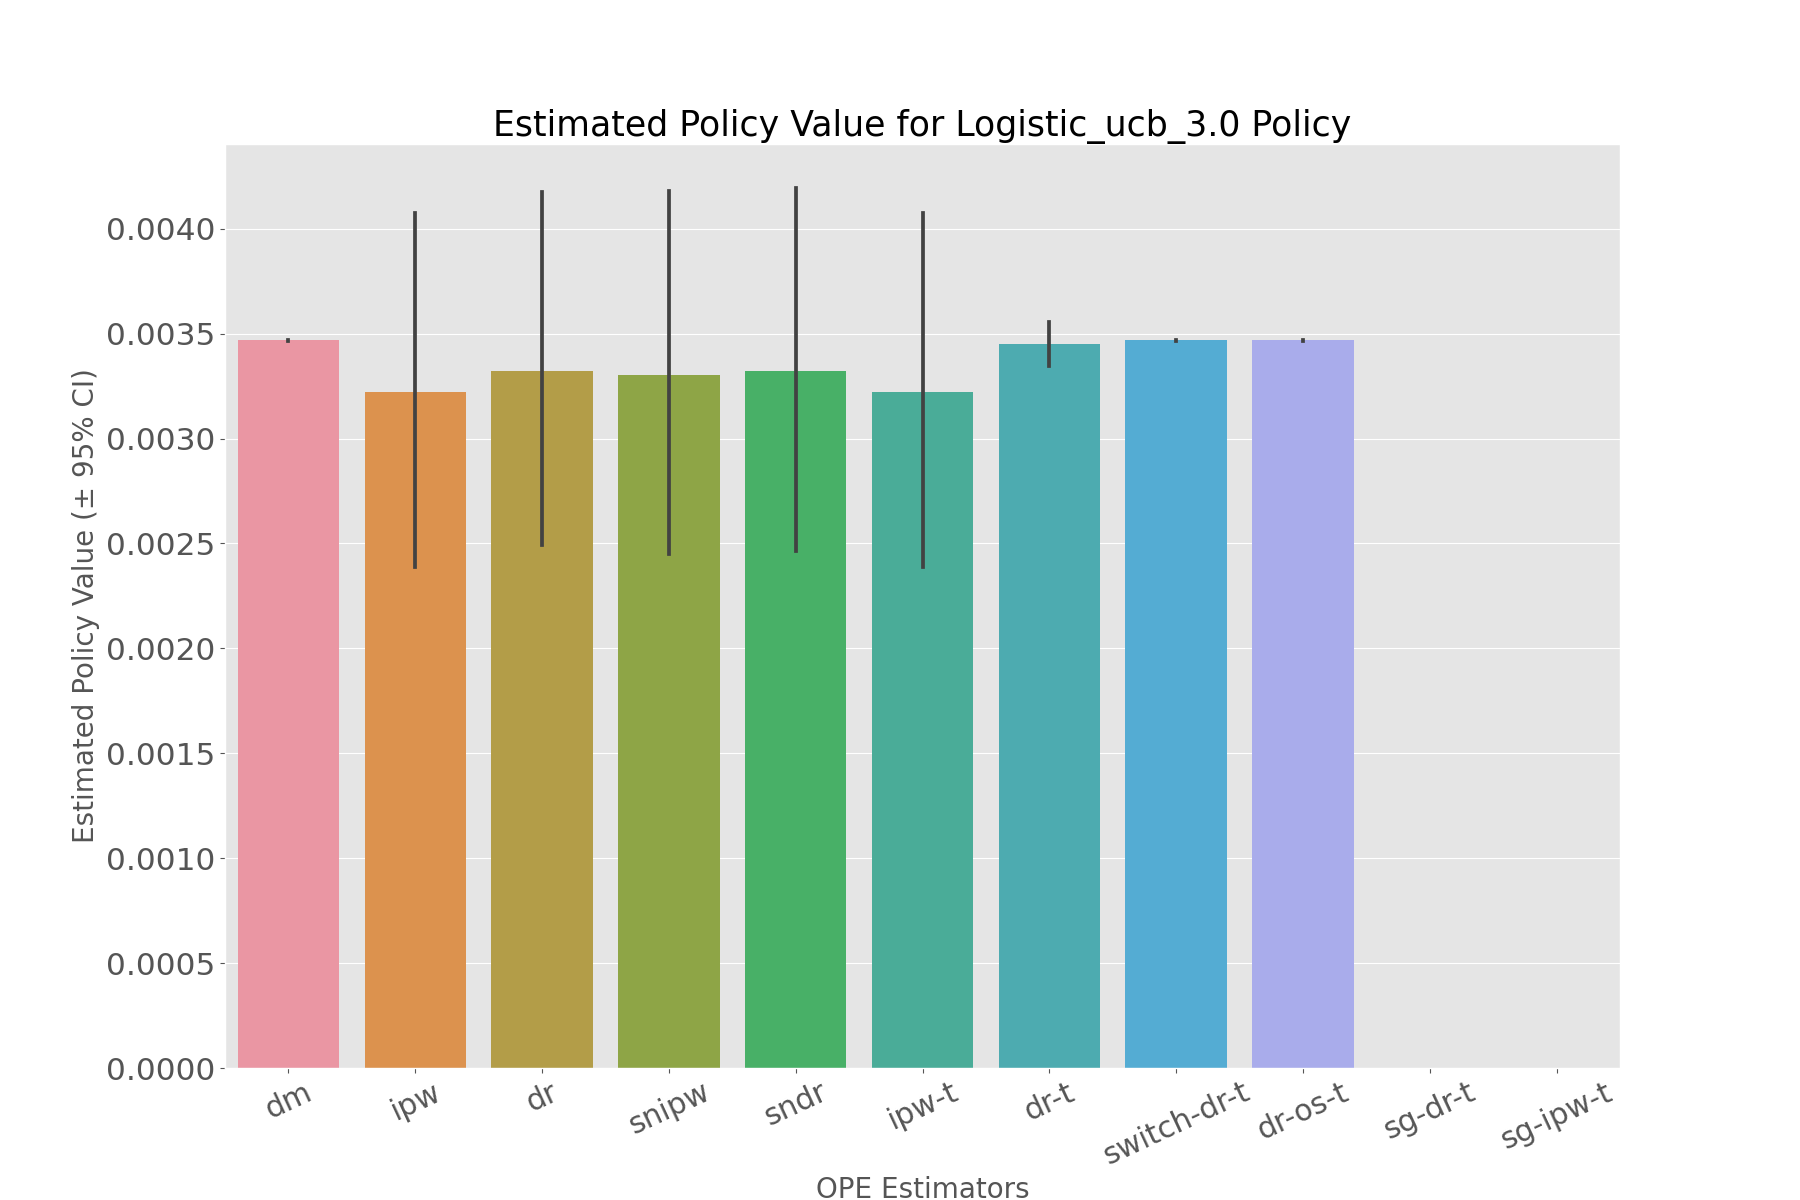 Estimated Policy Value for Logistic_ucb_3.0 Policy
Estimated Policy Value (± 95% CI)
0.0040
0.0035
0.0030
0.0025
0.0020
0.0015
0.0010
0.0005
0.0000
dm
ipw
dr
snipw
sndr
ipw-t
dr-t
switch-dr-t
dr-os-t
sg-dr-t
sg-ipw-t
OPE Estimators